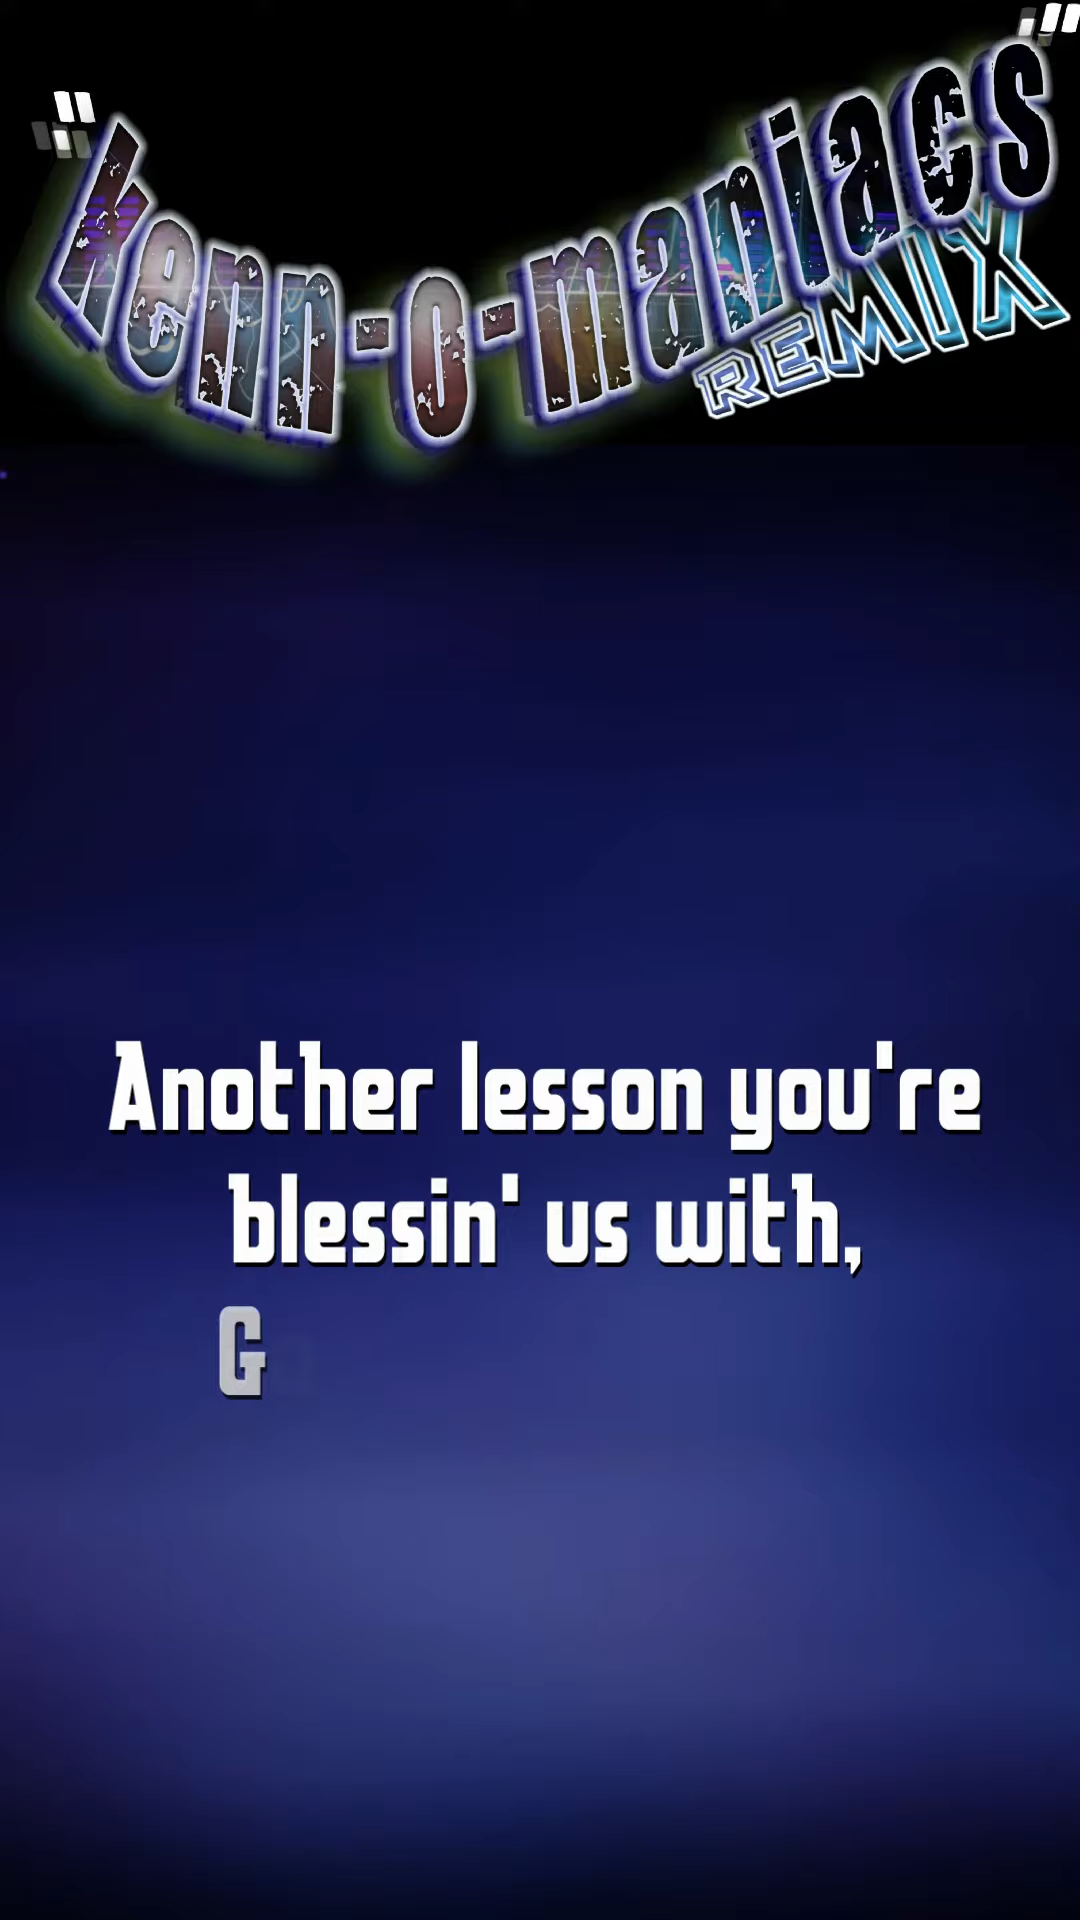 "kenn-o-maniacs"
REMIX
Another lesson you're
blessin' us with,
G